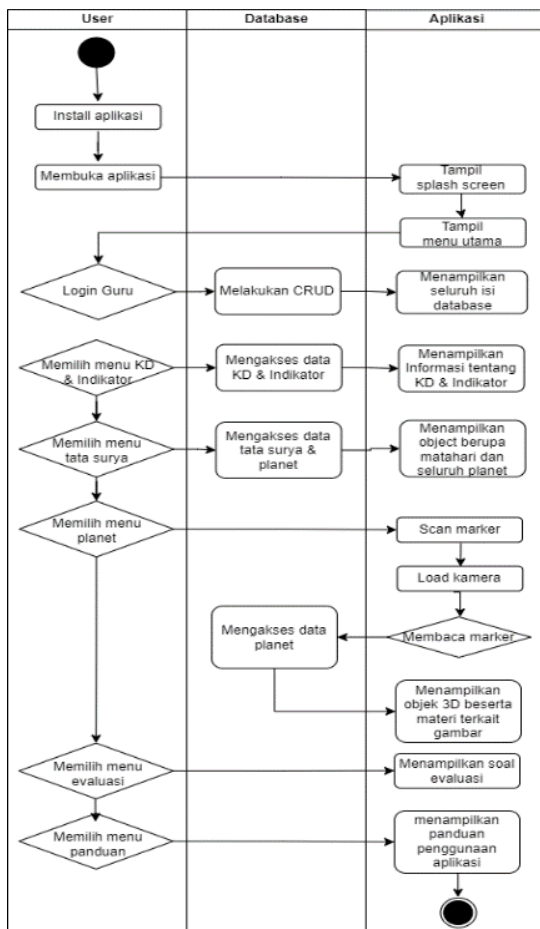 User
Database
Aplikasi
Install aplikasi
Membuka aplikasi
Tampil
splash screen
Tampil
menu utama
Login Guru
Melakukan CRUD
Menampilkan
seluruh isi
database
Memilih menu KD
& Indikator
Mengakses data
KD & Indikator
Menampilkan
Informasi tentang
KD & Indikator
Memilih menu
tata surya
Mengakses data
tata surya &
planet
Menampilkan
object berupa
matahari dan
seluruh planet
Memilih menu
planet
Scan marker
Load kamera
Membaca marker
Mengakses data
planet
Menampilkan
objek 3D beserta
materi terkait
gambar
Memilih menu
evaluasi
Menampilkan soal
evaluasi
Memilih menu
panduan
menampilkan
panduan
penggunaan
aplikasi